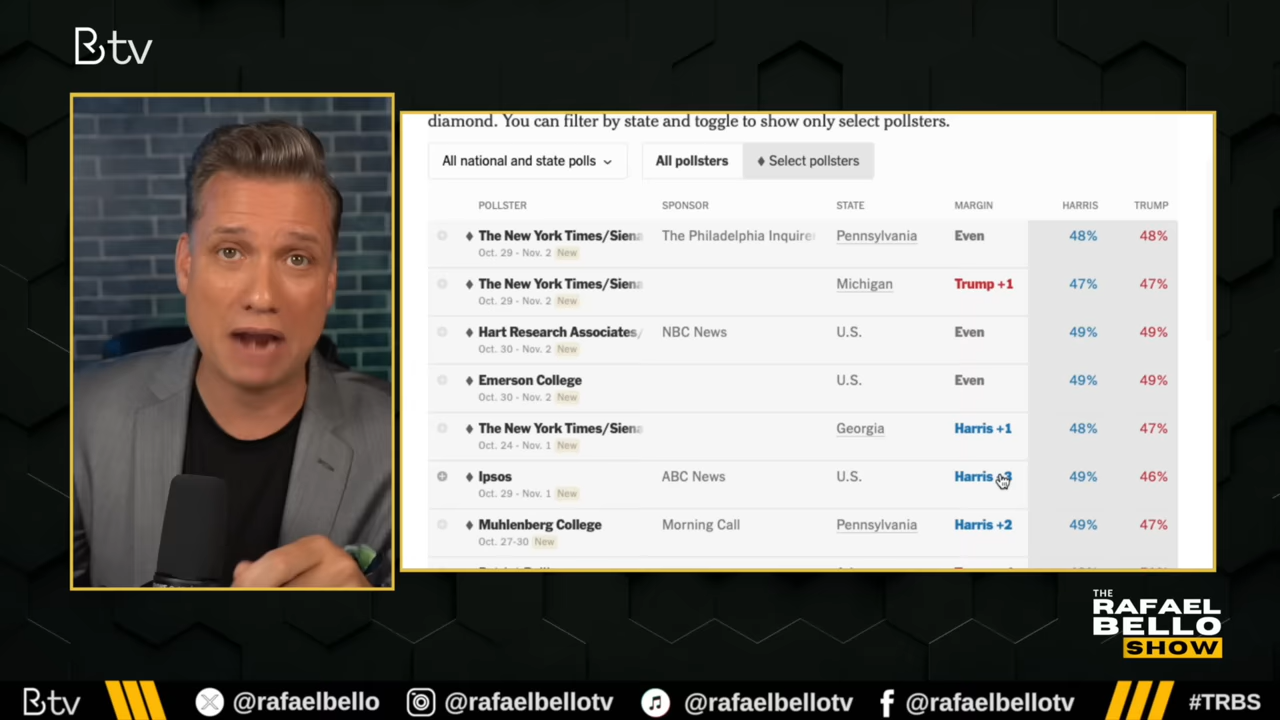 Btv
diamond. You can filter by state and toggle to show only select pollsters.
All national and state polls All pollsters ♦ Select pollsters
POLLSTER SPONSOR STATE MARGIN HARRIS TRUMP
♦ The New York Times/Siena The Philadelphia Inquirer Pennsylvania Even 48% 48%
Oct. 29 - Nov. 2 New
♦ The New York Times/Siena Michigan Trump +1 47% 47%
Oct. 29 - Nov. 2 New
♦ Hart Research Associates/ NBC News U.S. Even 49% 49%
Oct. 30 - Nov. 2 New
♦ Emerson College U.S. Even 49% 49%
Oct. 30 - Nov. 2 New
♦ The New York Times/Siena Georgia Harris +1 48% 47%
Oct. 24 - Nov. 1 New
♦ Ipsos ABC News U.S. Harris +3 49% 46%
Oct. 29 - Nov. 1 New
♦ Muhlenberg College Morning Call Pennsylvania Harris +2 49% 47%
Oct. 27-30 New
THE
RAFAEL
BELLO
SHOW
Btv @rafaelbello @rafaelbellotv @rafaelbellotv @rafaelbellotv #TRBS